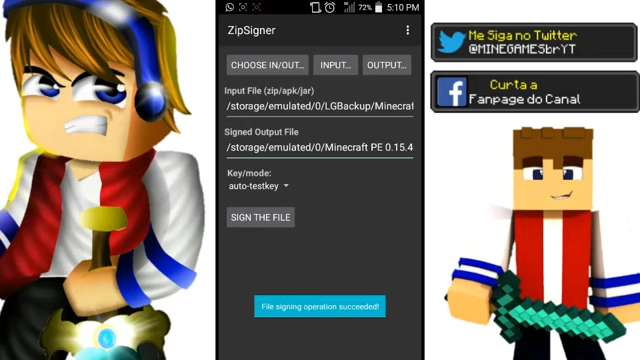 72% 5:10 PM
ZipSigner
CHOOSE IN/OUT... INPUT... OUTPUT...
Input File (zip/apk/jar)
/storage/emulated/0/LGBackup/Minecraf
Signed Output File
/storage/emulated/0/Minecraft PE 0.15.4
Key/mode:
auto-testkey
SIGN THE FILE
File signing operation succeeded!
Me Siga no Twitter
@MINEGAMESbrYT
Curta a
Fanpage do Canal